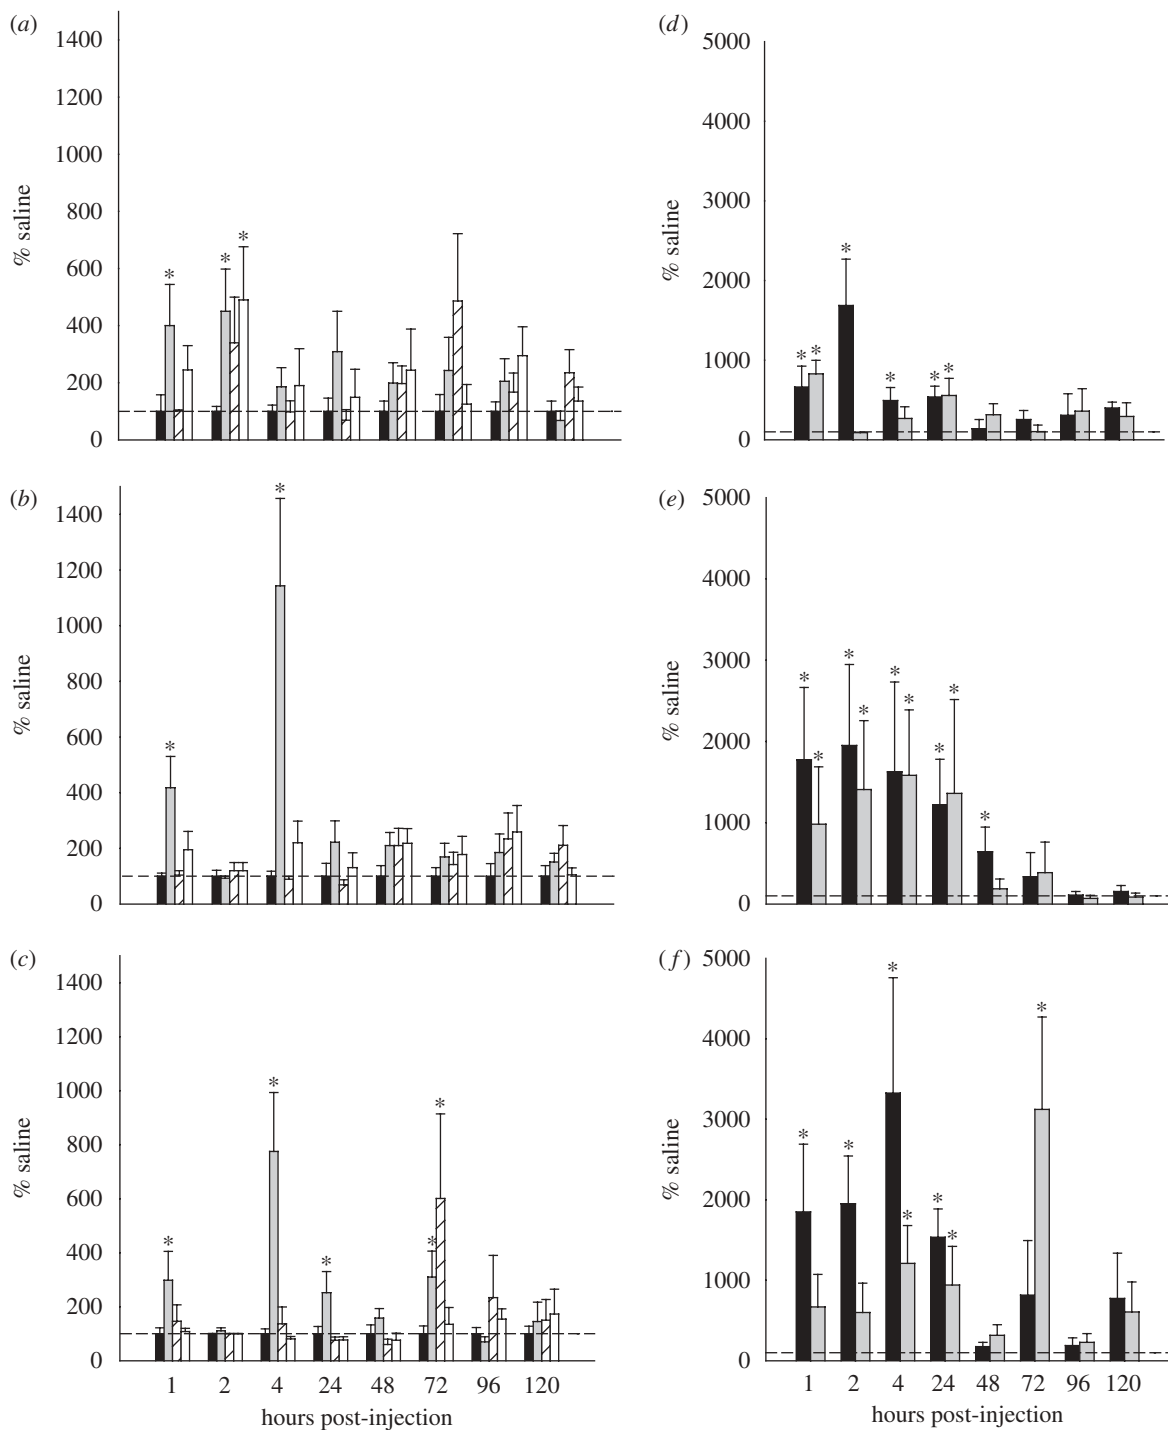 (a)
1400
1200
1000
800
600
400
200
0
% saline
* * *
(d)
5000
4000
3000
2000
1000
0
% saline
* * * * * *
(b)
1400
1200
1000
800
600
400
200
0
% saline
* *
(e)
5000
4000
3000
2000
1000
0
% saline
* * * * * * * * *
(c)
1400
1200
1000
800
600
400
200
0
% saline
* * * * *
1 2 4 24 48 72 96 120
hours post-injection
(f)
5000
4000
3000
2000
1000
0
% saline
* * * * * * *
1 2 4 24 48 72 96 120
hours post-injection